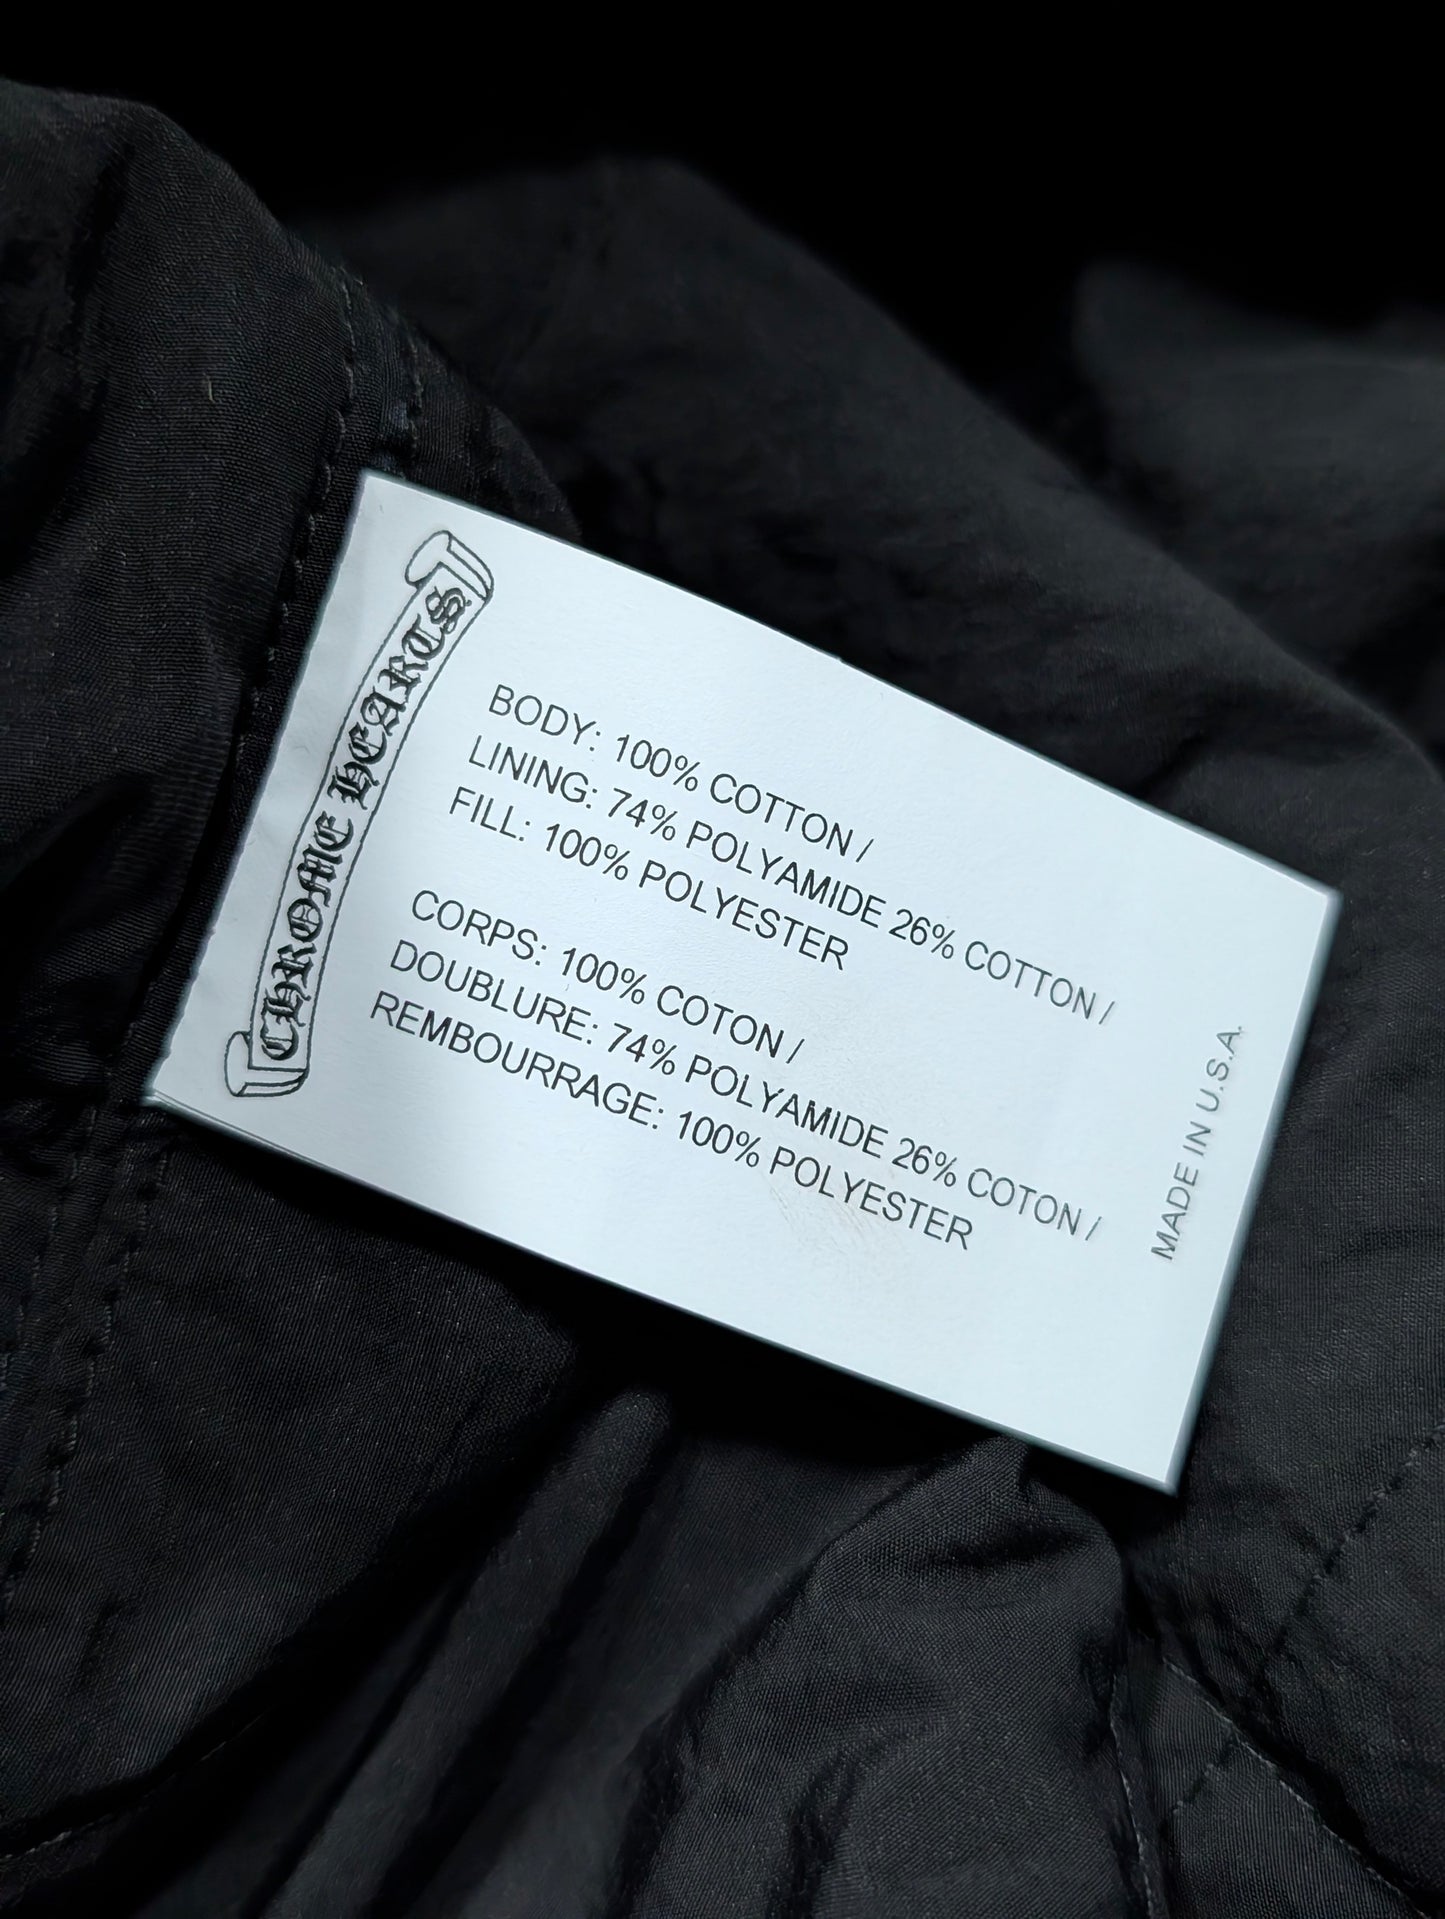 CHROME HEARTS
BODY: 100% COTTON /
LINING: 74% POLYAMIDE 26% COTTON /
FILL: 100% POLYESTER
CORPS: 100% COTON /
DOUBLURE: 74% POLYAMIDE 26% COTON /
REMBOURRAGE: 100% POLYESTER
MADE IN U.S.A.